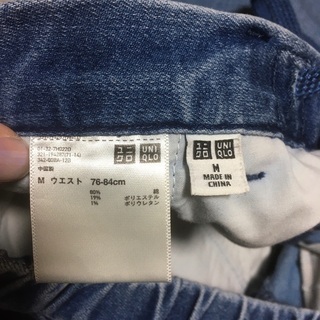 ユニ
クロ
UNI
QLO
中国製
M ウエスト 76-84cm
80% 綿
19% ポリエステル
1% ポリウレタン
ユニ
クロ
UNI
QLO
M
MADE IN
CHINA